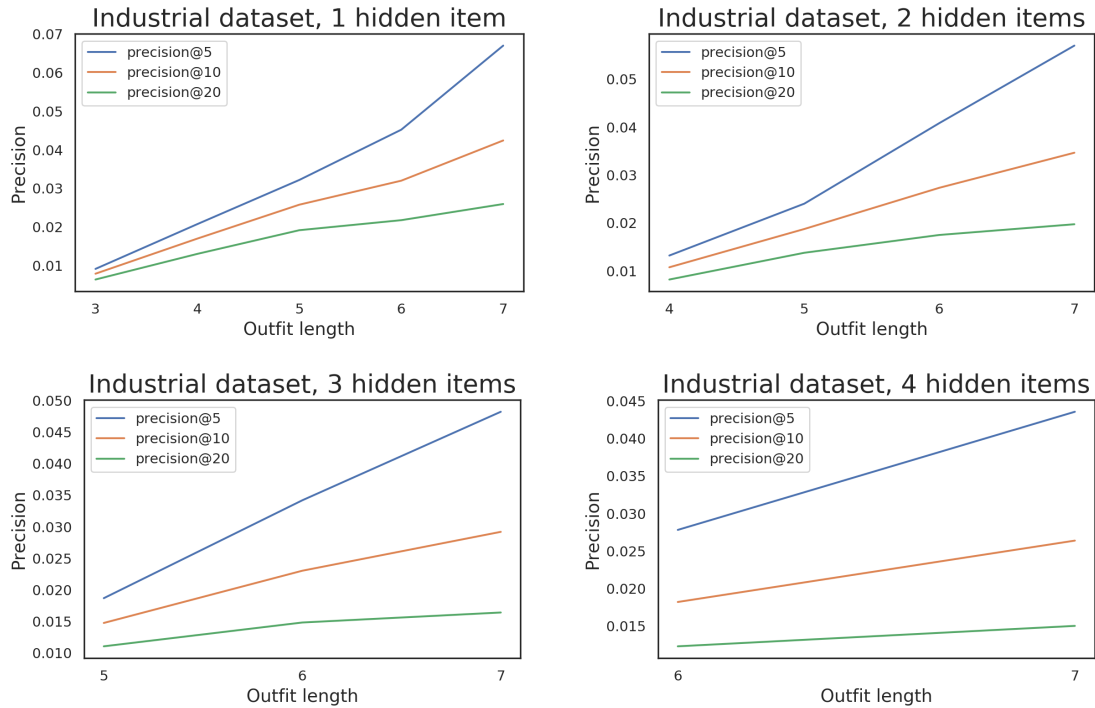 Industrial dataset, 1 hidden item
precision@5
precision@10
precision@20
Precision
0.07
0.06
0.05
0.04
0.03
0.02
0.01
3 4 5 6 7
Outfit length
Industrial dataset, 2 hidden items
precision@5
precision@10
precision@20
Precision
0.05
0.04
0.03
0.02
0.01
4 5 6 7
Outfit length
Industrial dataset, 3 hidden items
precision@5
precision@10
precision@20
Precision
0.050
0.045
0.040
0.035
0.030
0.025
0.020
0.015
0.010
5 6 7
Outfit length
Industrial dataset, 4 hidden items
precision@5
precision@10
precision@20
Precision
0.045
0.040
0.035
0.030
0.025
0.020
0.015
6 7
Outfit length